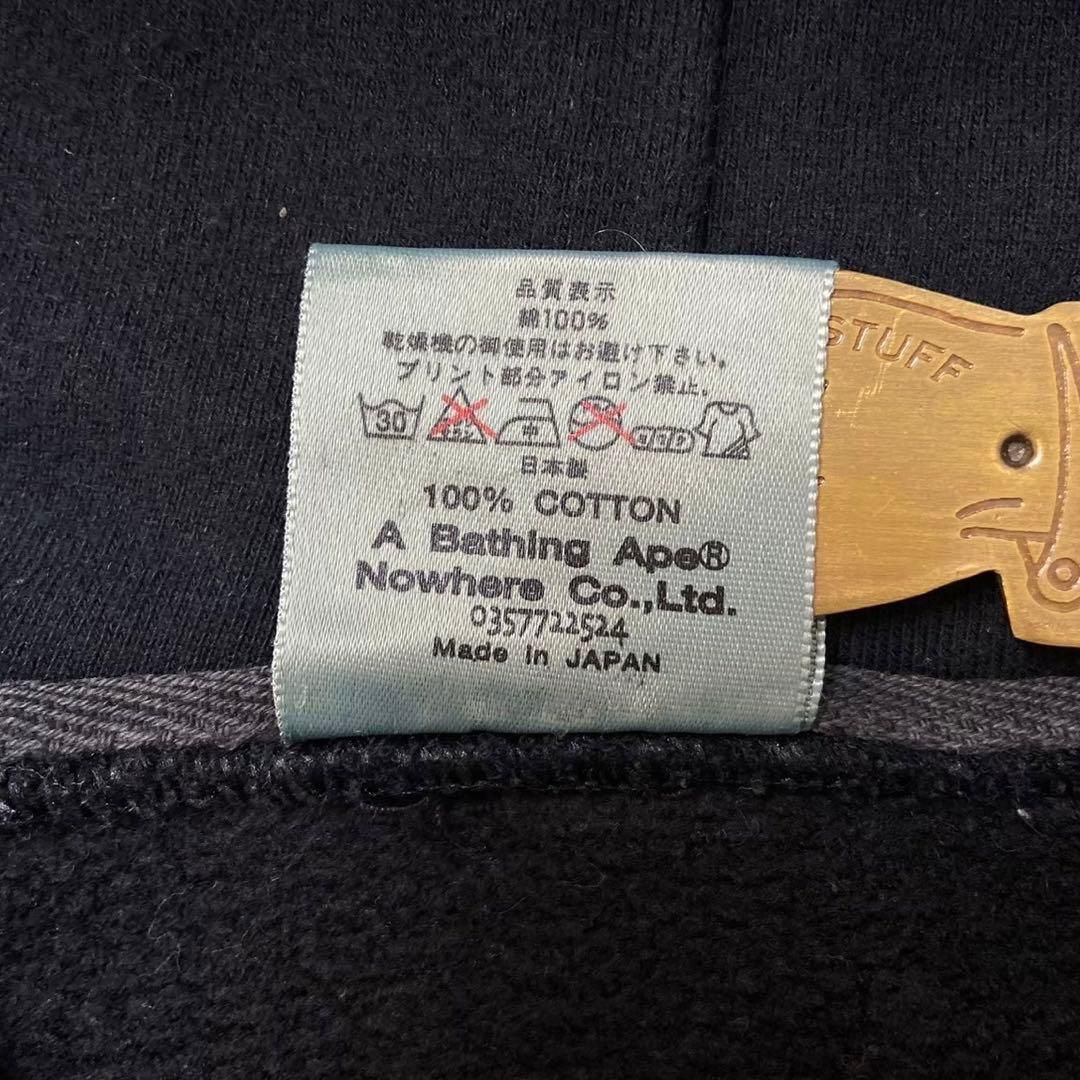 品質表示
綿100%
乾燥機の御使用はお避け下さい。
プリント部分アイロン禁止。
30
日本製
100% COTTON
A Bathing Ape®
Nowhere Co.,Ltd.
0357722524
Made in JAPAN
STUFF